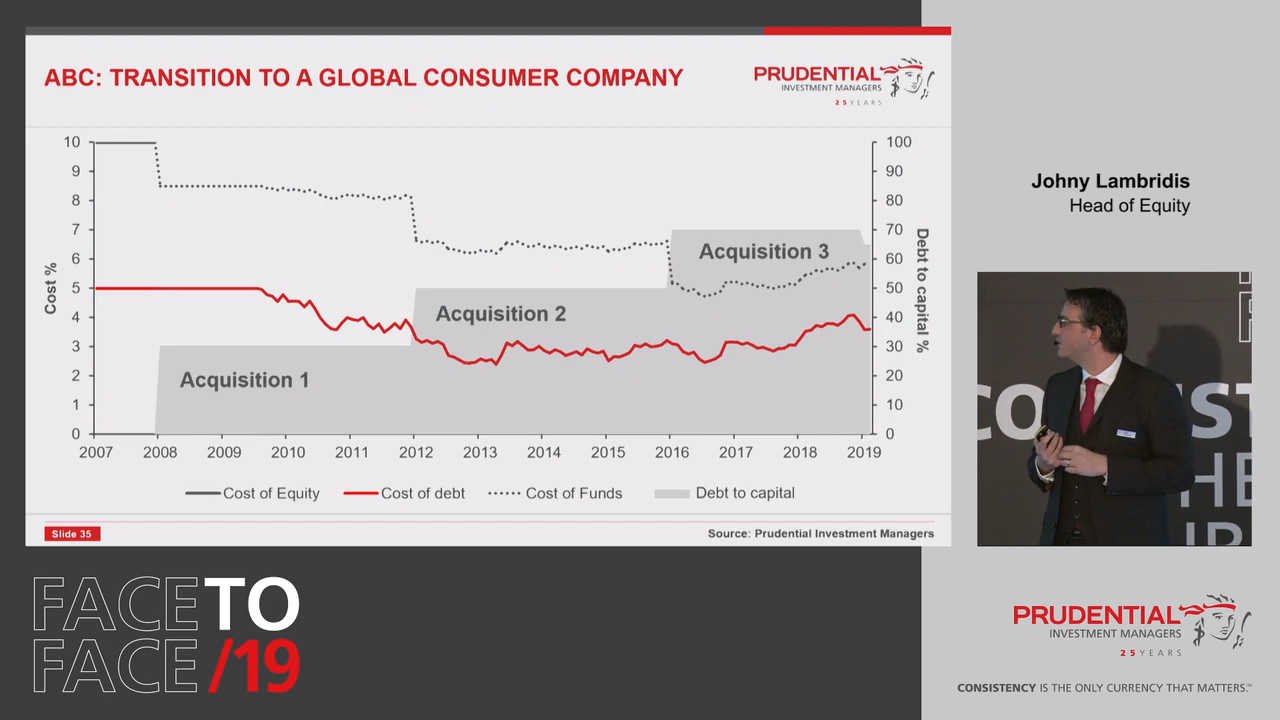 ABC: TRANSITION TO A GLOBAL CONSUMER COMPANY
PRUDENTIAL
INVESTMENT MANAGERS
25 YEARS
10
9
8
7
6
5
4
3
2
1
0
Cost %
100
90
80
70
60
50
40
30
20
10
0
Debt to capital %
Acquisition 1
Acquisition 2
Acquisition 3
2007 2008 2009 2010 2011 2012 2013 2014 2015 2016 2017 2018 2019
Cost of Equity Cost of debt Cost of Funds Debt to capital
Slide 35
Source: Prudential Investment Managers
Johny Lambridis
Head of Equity
FACE TO
FACE /19
PRUDENTIAL
INVESTMENT MANAGERS
25 YEARS
CONSISTENCY IS THE ONLY CURRENCY THAT MATTERS.™